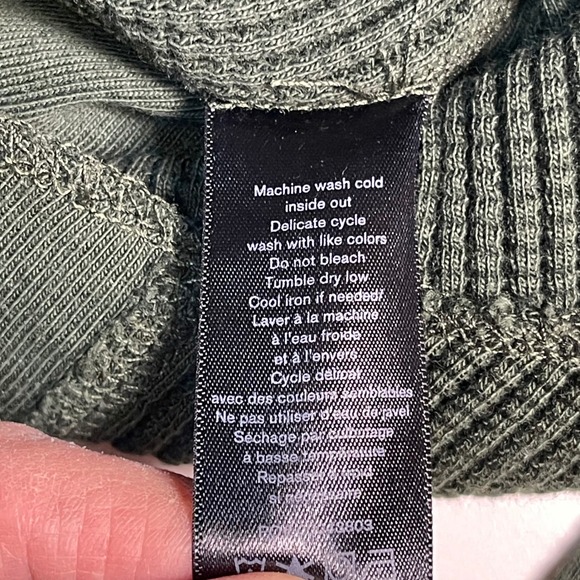 Machine wash cold
inside out
Delicate cycle
wash with like colors
Do not bleach
Tumble dry low
Cool iron if needed/
Laver à la machine
à l'eau froide
et à l'envers
Cycle délicat
avec des couleurs semblables
Ne pas utiliser d'eau de javel
Séchage par culbutage
à basse température